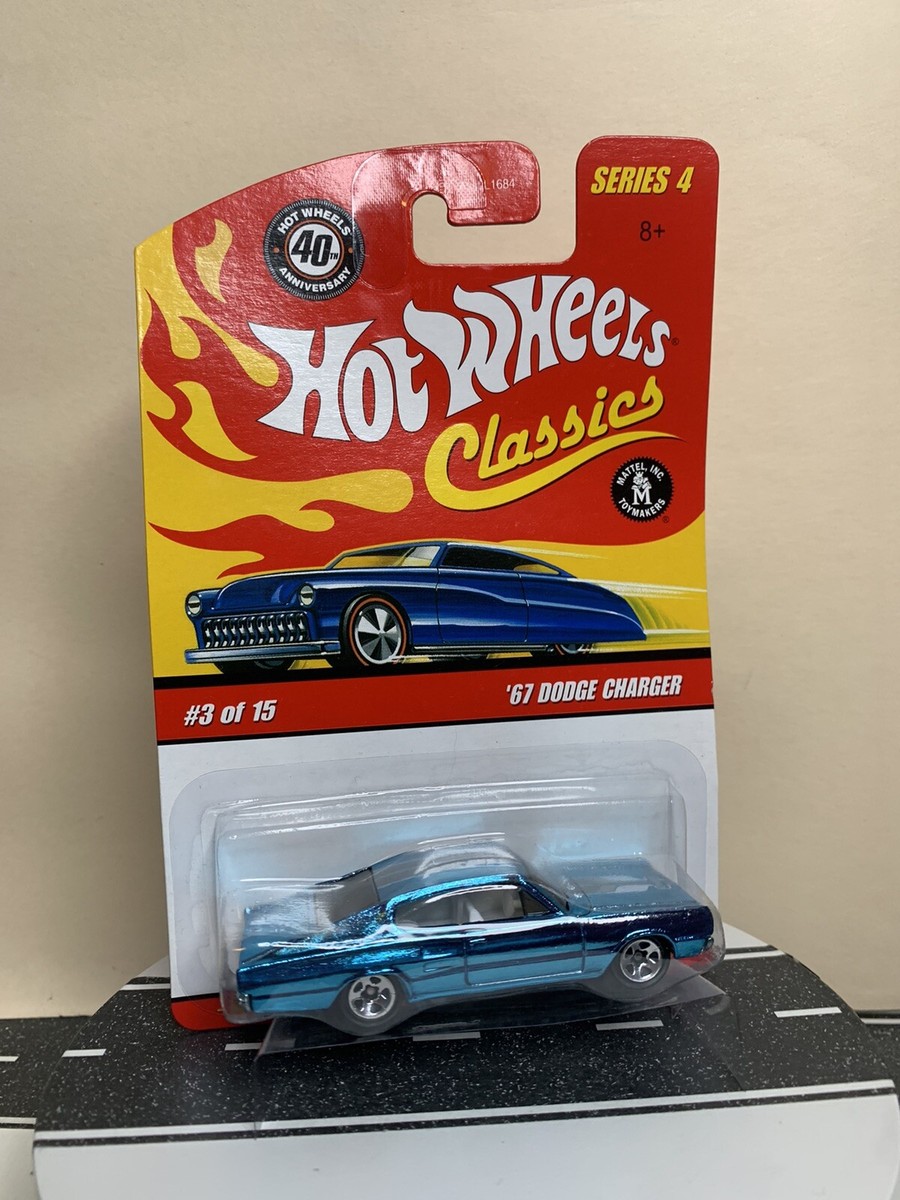 L1684
SERIES 4
8+
HOT WHEELS
40TH
ANNIVERSARY
Hot Wheels®
Classics
MATTEL, INC.
M
TOYMAKERS
®
#3 of 15
'67 DODGE CHARGER